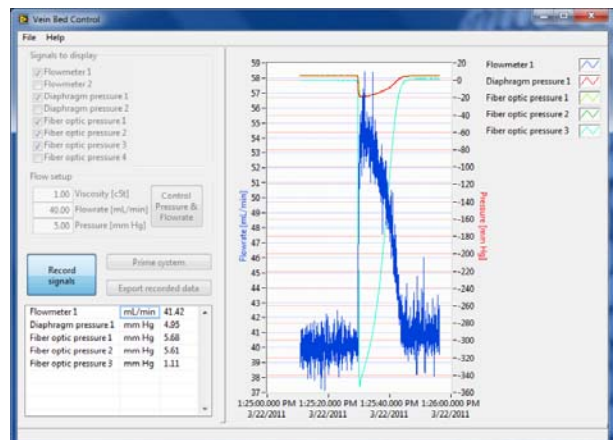 Vein Bed Control
File Help
Signals to display
Flowmeter 1
Flowmeter 2
Diaphragm pressure 1
Diaphragm pressure 2
Fiber optic pressure 1
Fiber optic pressure 2
Fiber optic pressure 3
Fiber optic pressure 4
Flow setup
1.00 Viscosity [cSt]
40.00 Flowrate [mL/min]
5.00 Pressure [mm Hg]
Control
Pressure &
Flowrate
Record
signals
Prime system
Export recorded data
Flowmeter 1 mL/min 41.42
Diaphragm pressure 1 mm Hg 4.95
Fiber optic pressure 1 mm Hg 5.68
Fiber optic pressure 2 mm Hg 5.61
Fiber optic pressure 3 mm Hg 1.11
Flowrate [mL/min]
59
58
57
56
55
54
53
52
51
50
49
48
47
46
45
44
43
42
41
40
39
38
37
Pressure [mm Hg]
20
0
-20
-40
-60
-80
-100
-120
-140
-160
-180
-200
-220
-240
-260
-280
-300
-320
-340
-360
1:25:00.000 PM 1:25:20.000 PM 1:25:40.000 PM 1:26:00.000 PM
3/22/2011 3/22/2011 3/22/2011 3/22/2011
Flowmeter 1
Diaphragm pressure 1
Fiber optic pressure 1
Fiber optic pressure 2
Fiber optic pressure 3